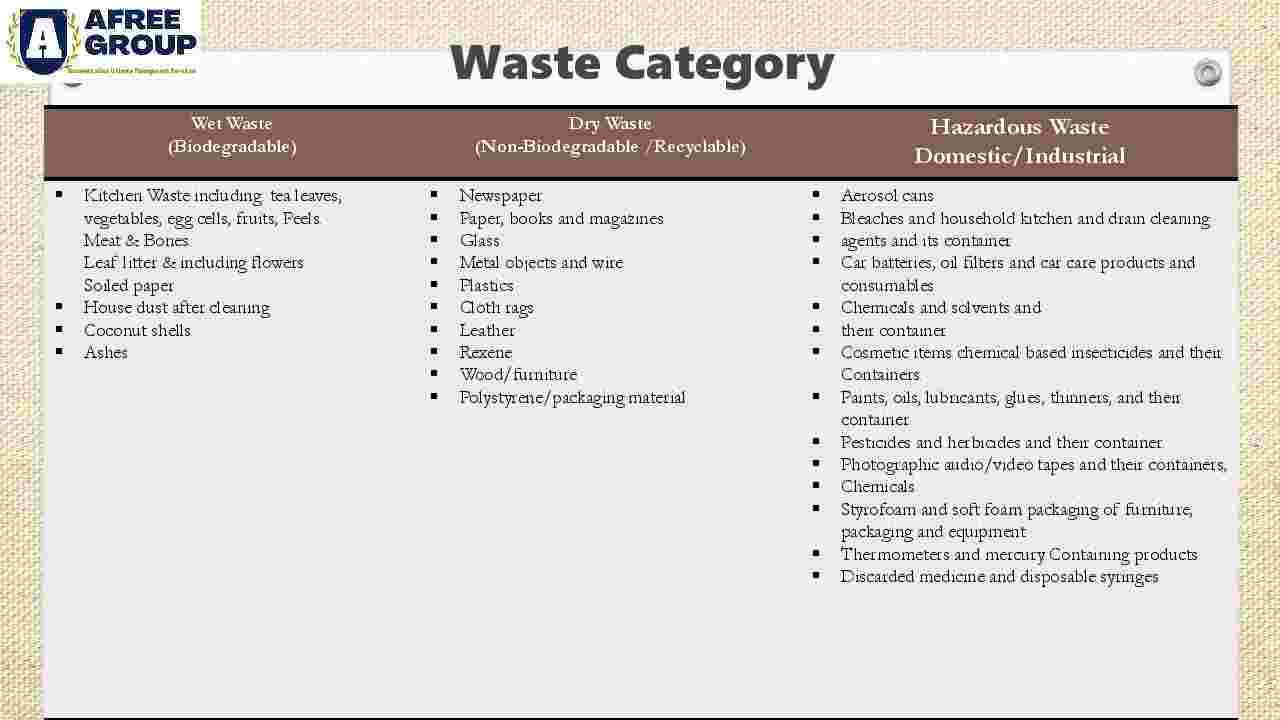 AFREE
GROUP
Waste Category
Wet Waste
(Biodegradable)
Dry Waste
(Non-Biodegradable /Recyclable)
Hazardous Waste
Domestic/Industrial
▪ Kitchen Waste including tea leaves,
vegetables, egg cells, fruits, Peels.
Meat & Bones.
Leaf litter & including flowers
Soiled paper
▪ House dust after cleaning
▪ Coconut shells
▪ Ashes
▪ Newspaper
▪ Paper, books and magazines
▪ Glass
▪ Metal objects and wire
▪ Plastics
▪ Cloth rags
▪ Leather
▪ Rexene
▪ Wood/furniture
▪ Polystyrene/packaging material
▪ Aerosol cans
▪ Bleaches and household kitchen and drain cleaning
▪ agents and its container
▪ Car batteries, oil filters and car care products and
consumables
▪ Chemicals and solvents and
▪ their container
▪ Cosmetic items chemical based insecticides and their
Containers
▪ Paints, oils, lubricants, glues, thinners, and their
container
▪ Pesticides and herbicides and their container.
▪ Photographic audio/video tapes and their containers,
▪ Chemicals.
▪ Styrofoam and soft foam packaging of furniture,
packaging and equipment
▪ Thermometers and mercury Containing products
▪ Discarded medicine and disposable syringes